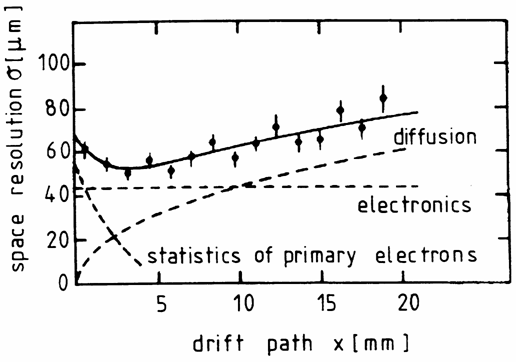 space resolution σ[μm]
100
80
60
40
20
0
diffusion
electronics
statistics of primary electrons
5
10
15
20
drift path x[mm]